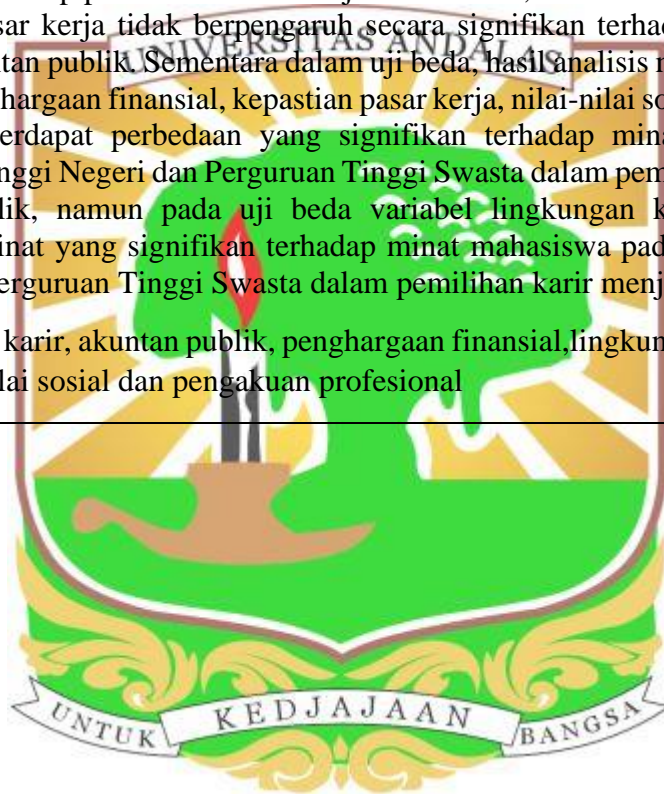 sar kerja tidak berpengaruh secara signifikan terhad
UNIVERSITAS ANDALAS
tan publik. Sementara dalam uji beda, hasil analisis
hargaan finansial, kepastian pasar kerja, nilai-nilai so
erdapat perbedaan yang signifikan terhadap mina
nggi Negeri dan Perguruan Tinggi Swasta dalam pem
lik, namun pada uji beda variabel lingkungan k
inat yang signifikan terhadap minat mahasiswa pad
erguruan Tinggi Swasta dalam pemilihan karir menj
karir, akuntan publik, penghargaan finansial,lingkun
lai sosial dan pengakuan profesional
UNTUK KEDJAJAAN BANGSA